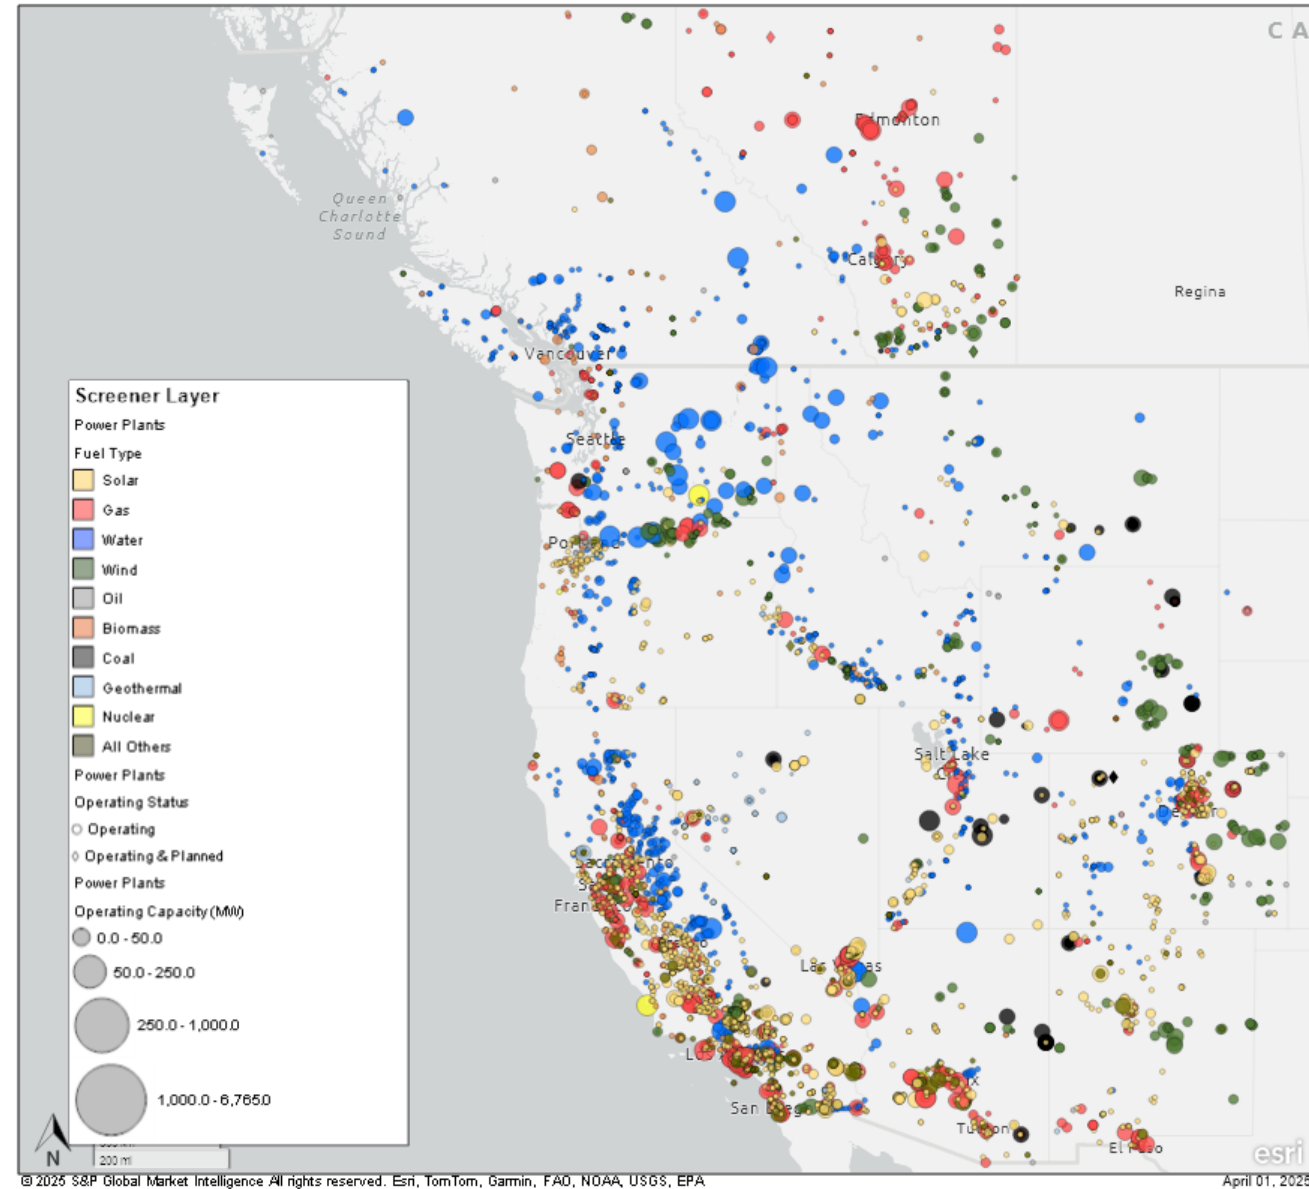 C A
Edmonton
Queen
Charlotte
Sound
Calgary
Regina
Vancouver
Screener Layer
Power Plants
Fuel Type
Solar
Gas
Water
Wind
Oil
Biomass
Coal
Geothermal
Nuclear
All Others
Power Plants
Operating Status
Operating
Operating & Planned
Power Plants
Operating Capacity (MW)
0.0 - 50.0
50.0 - 250.0
250.0 - 1,000.0
1,000.0 - 6,765.0
Seattle
Portland
Salt Lake
Sacramento
San
Francisco
Las Vegas
San Diego
Tucson
El Paso
N
200 mi
esri
© 2025 S&P Global Market Intelligence All rights reserved. Esri, TomTom, Garmin, FAO, NOAA, USGS, EPA
April 01, 2025